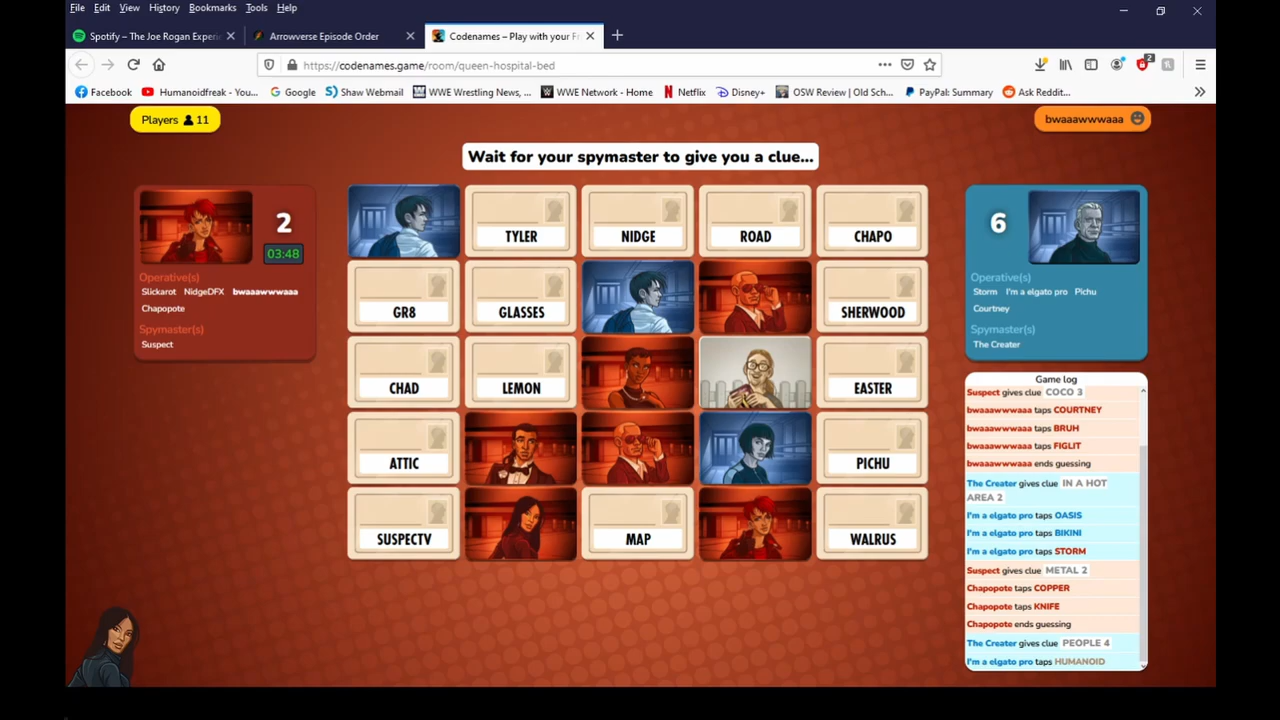 File Edit View History Bookmarks Tools Help
Spotify – The Joe Rogan Experi
Arrowverse Episode Order
Codenames – Play with your Fr
https://codenames.game/room/queen-hospital-bed
2
Facebook
Humanoidfreak - You...
Google
Shaw Webmail
WWE Wrestling News, ...
WWE Network - Home
Netflix
Disney+
OSW Review | Old Sch...
PayPal: Summary
Ask Reddit...
Players 11
bwaaawwwaaa
Wait for your spymaster to give you a clue...
2
03:48
Operative(s)
Slickarot NidgeDFX bwaaawwwaaa
Chapopote
Spymaster(s)
Suspect
TYLER NIDGE ROAD CHAPO
GR8 GLASSES SHERWOOD
CHAD LEMON EASTER
ATTIC PICHU
SUSPECTV MAP WALRUS
6
Operative(s)
Storm I'm a elgato pro Pichu
Courtney
Spymaster(s)
The Creater
Game log
Suspect gives clue COCO 3
bwaaawwwaaa taps COURTNEY
bwaaawwwaaa taps BRUH
bwaaawwwaaa taps FIGLIT
bwaaawwwaaa ends guessing
The Creater gives clue IN A HOT
AREA 2
I'm a elgato pro taps OASIS
I'm a elgato pro taps BIKINI
I'm a elgato pro taps STORM
Suspect gives clue METAL 2
Chapopote taps COPPER
Chapopote taps KNIFE
Chapopote ends guessing
The Creater gives clue PEOPLE 4
I'm a elgato pro taps HUMANOID